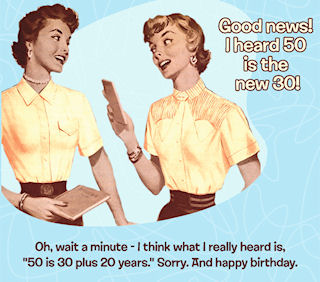 Good news!
I heard 50
is the
new 30!
Oh, wait a minute - I think what I really heard is,
"50 is 30 plus 20 years." Sorry. And happy birthday.